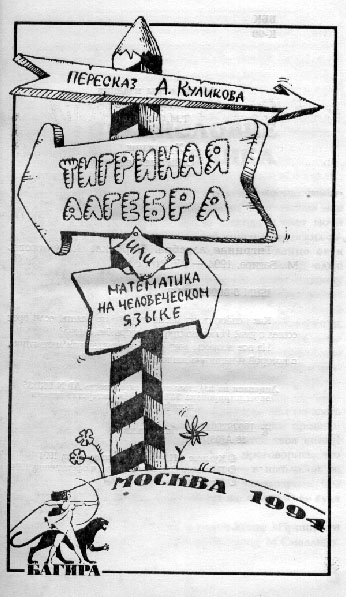 ПЕРЕСКАЗ А. КУЛИКОВА
ТИГРИНАЯ
АЛГЕБРА
ИЛИ
МАТЕМАТИКА
НА ЧЕЛОВЕЧЕСКОМ
ЯЗЫКЕ
МОСКВА 1994
БАГИРА